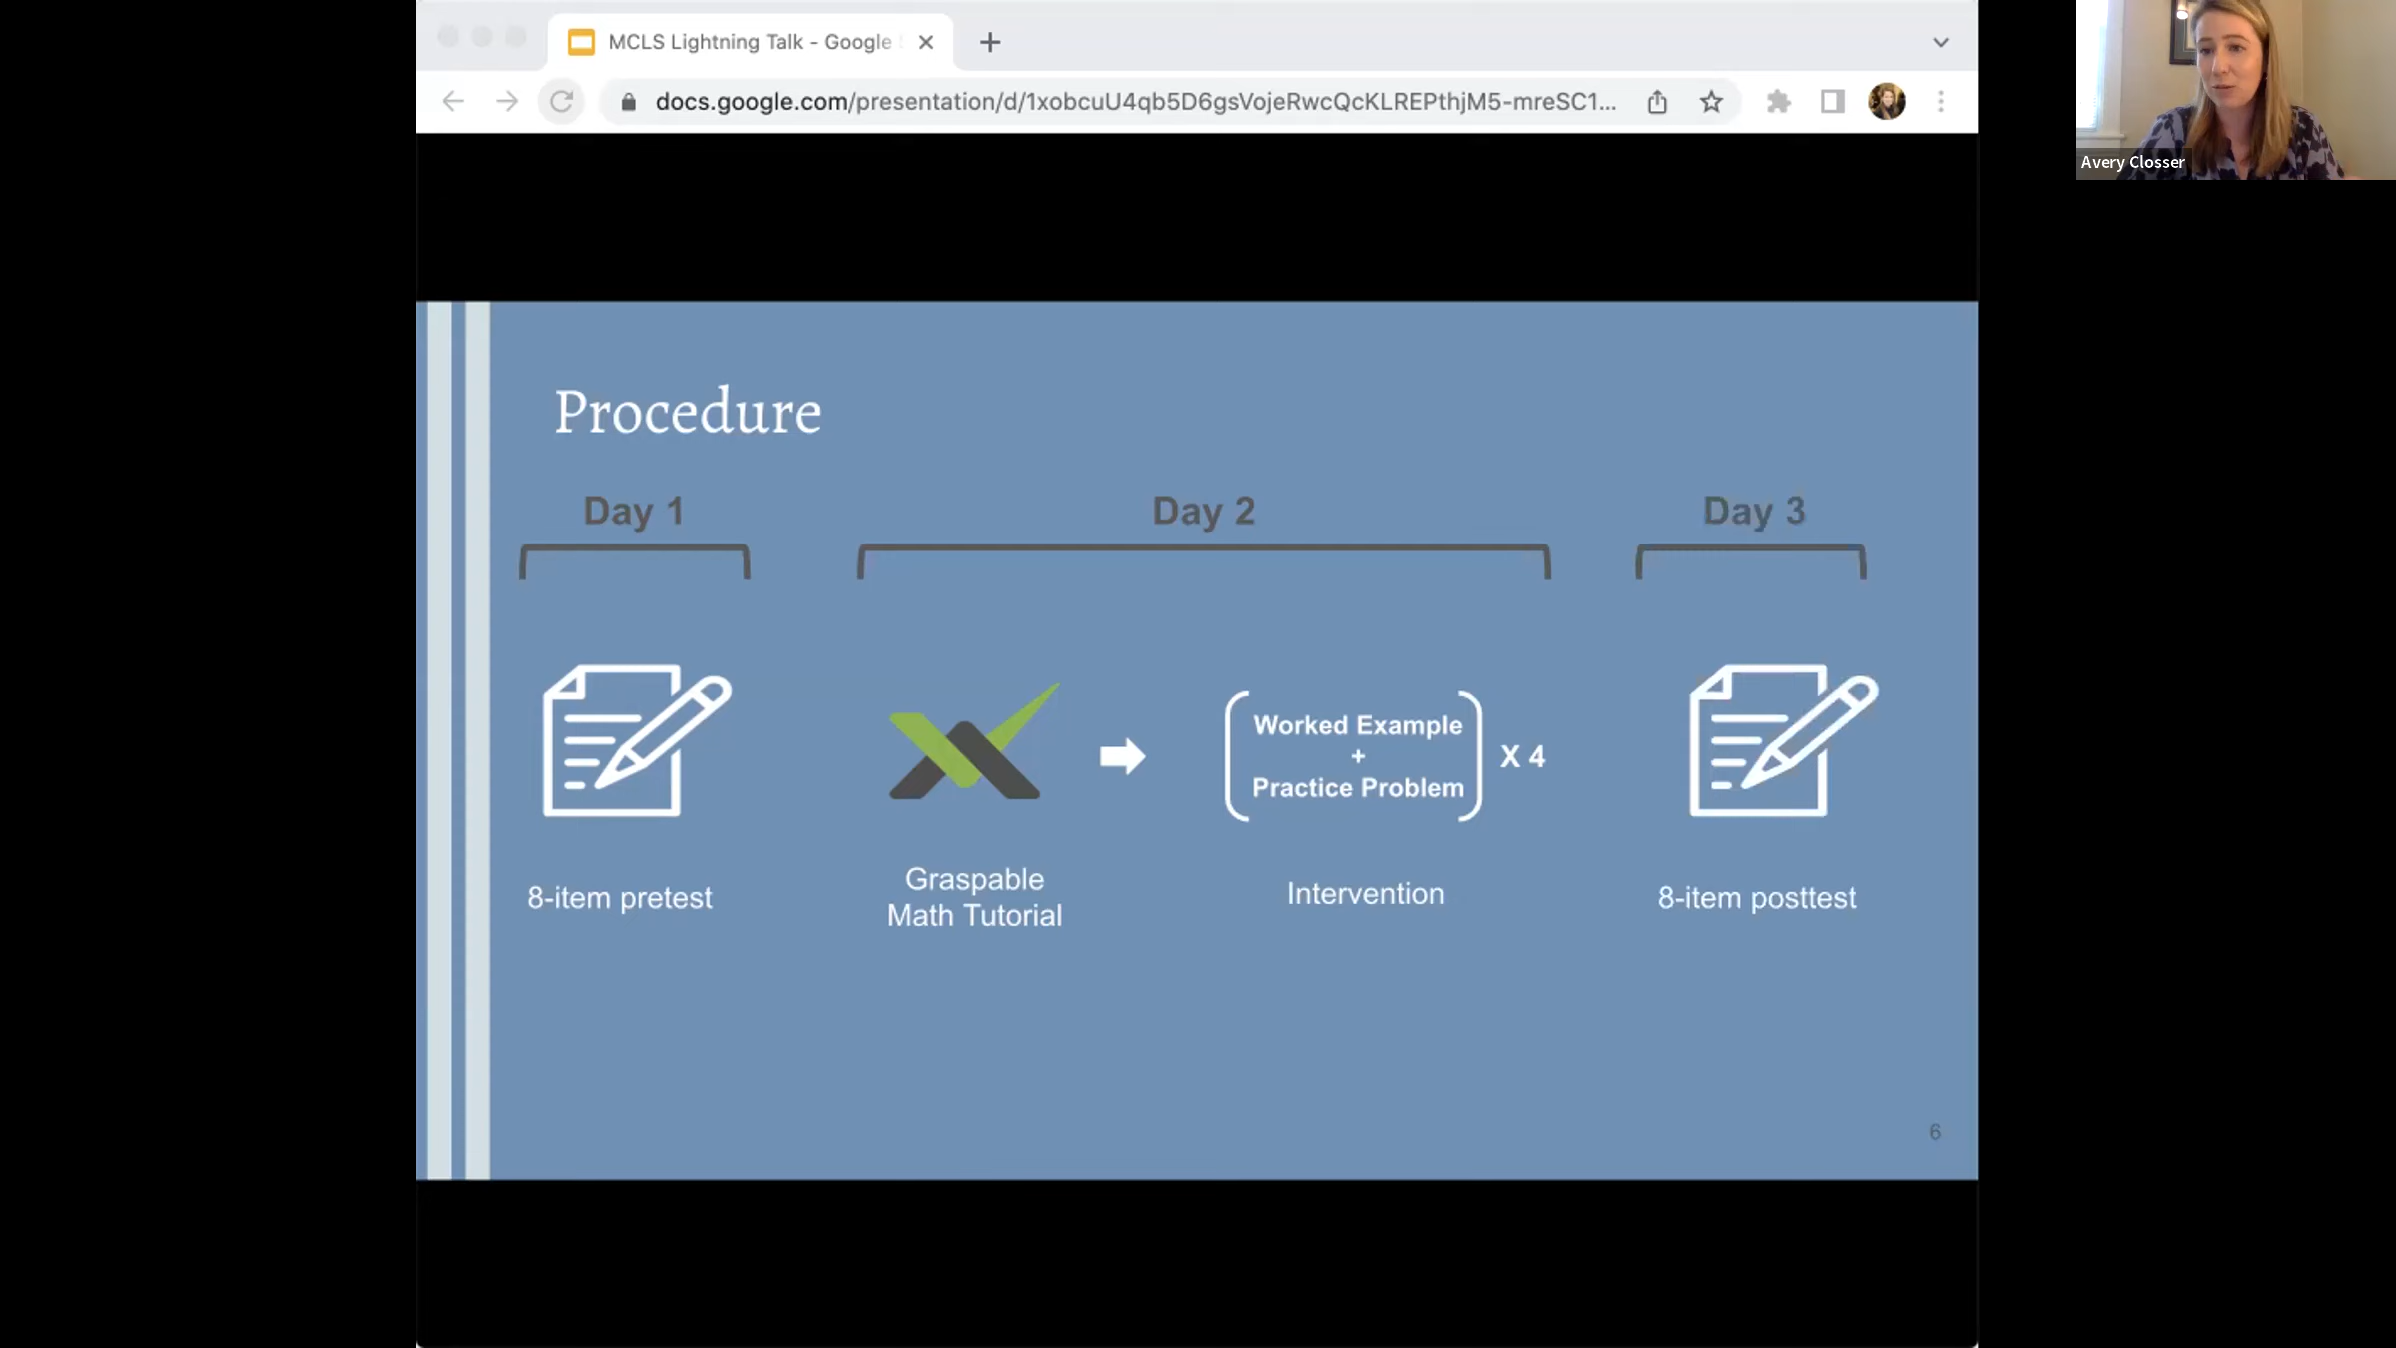 MCLS Lightning Talk - Google
docs.google.com/presentation/d/1xobcuU4qb5D6gsVojeRwcQcKLREPthjM5-mreSC1...
Avery Closser
Procedure
Day 1
Day 2
Day 3
Worked Example
+
Practice Problem
X 4
8-item pretest
Graspable
Math Tutorial
Intervention
8-item posttest
6